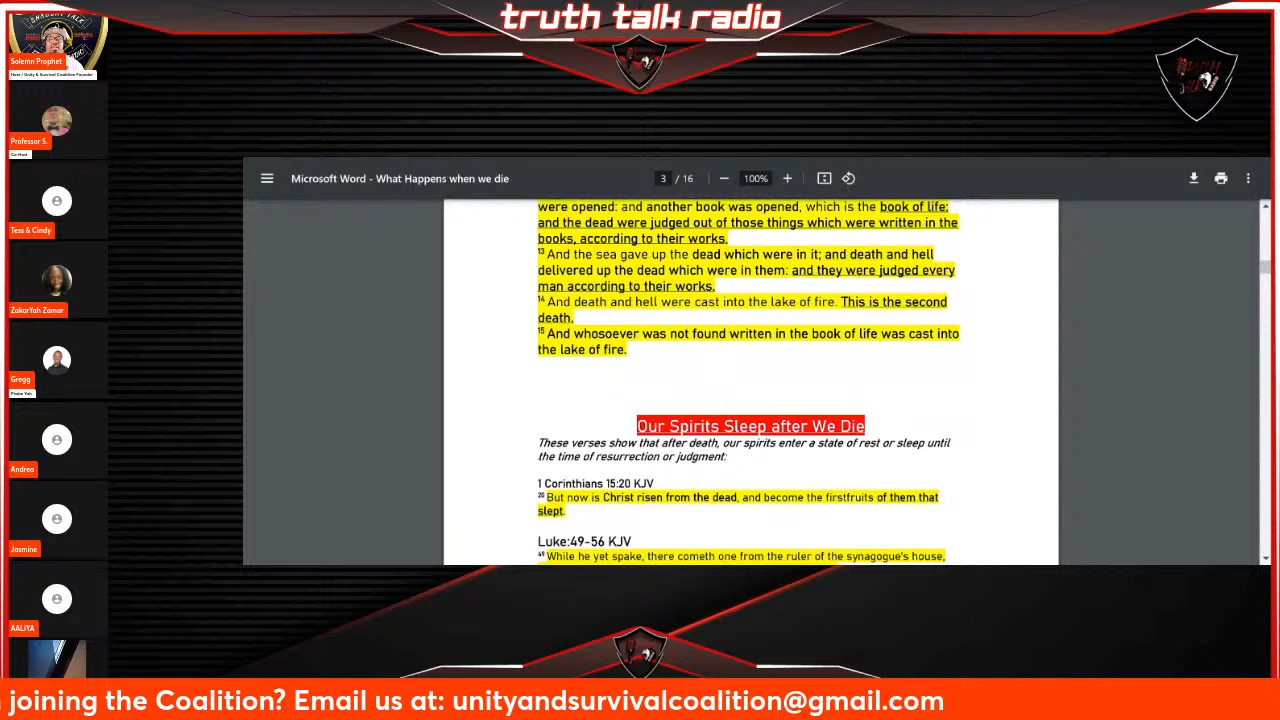 truth talk radio
Solemn Prophet
Host / Unity & Survival Coalition Founder
Professor S.
Co-Host
Tess & Cindy
ZakarYah Zamar
Gregg
Praise Yah
Andrea
Jasmine
AALIYA
Microsoft Word - What Happens when we die
3 / 16
100%
were opened: and another book was opened, which is the book of life:
and the dead were judged out of those things which were written in the
books, according to their works.
13 And the sea gave up the dead which were in it; and death and hell
delivered up the dead which were in them: and they were judged every
man according to their works.
14 And death and hell were cast into the lake of fire. This is the second
death.
15 And whosoever was not found written in the book of life was cast into
the lake of fire.
Our Spirits Sleep after We Die
These verses show that after death, our spirits enter a state of rest or sleep until
the time of resurrection or judgment:
1 Corinthians 15:20 KJV
20 But now is Christ risen from the dead, and become the firstfruits of them that
slept.
Luke:49-56 KJV
49 While he yet spake, there cometh one from the ruler of the synagogue's house,
joining the Coalition? Email us at: unityandsurvivalcoalition@gmail.com